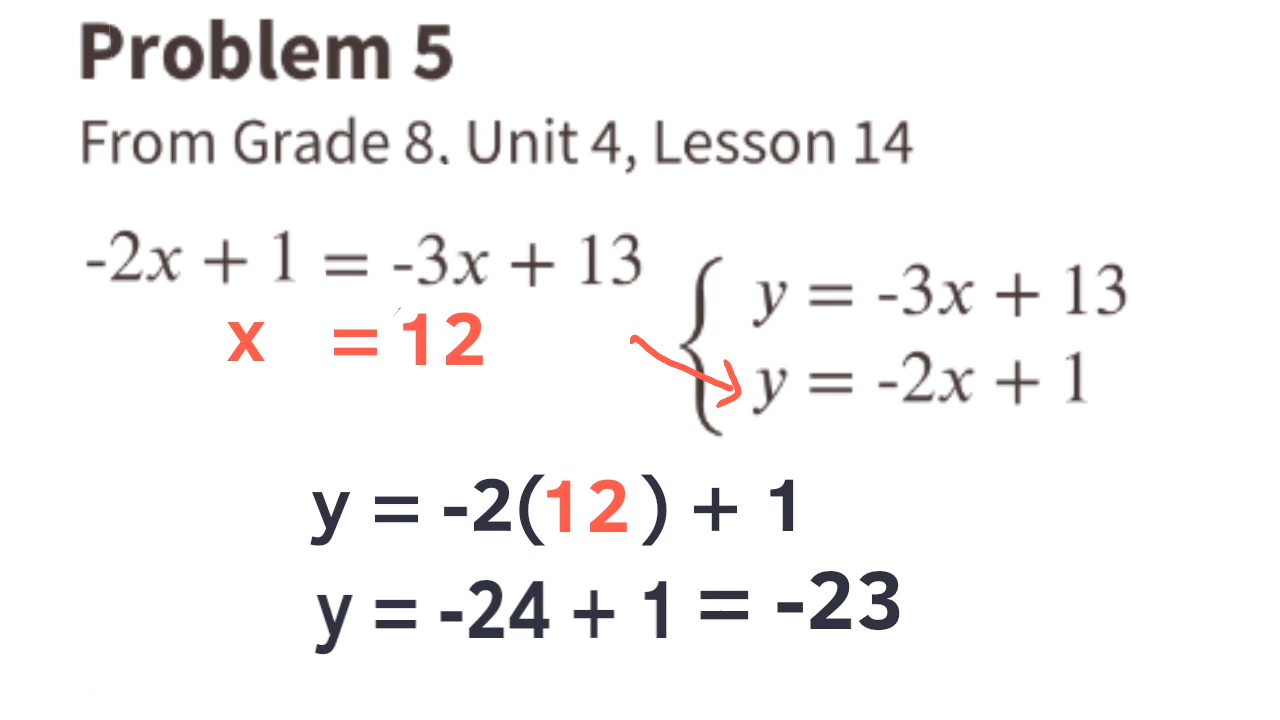 Problem 5
From Grade 8. Unit 4, Lesson 14
-2x + 1 = -3x + 13
x = 12
y = -3x + 13
y = -2x + 1
y = -2(12) + 1
y = -24 + 1 = -23